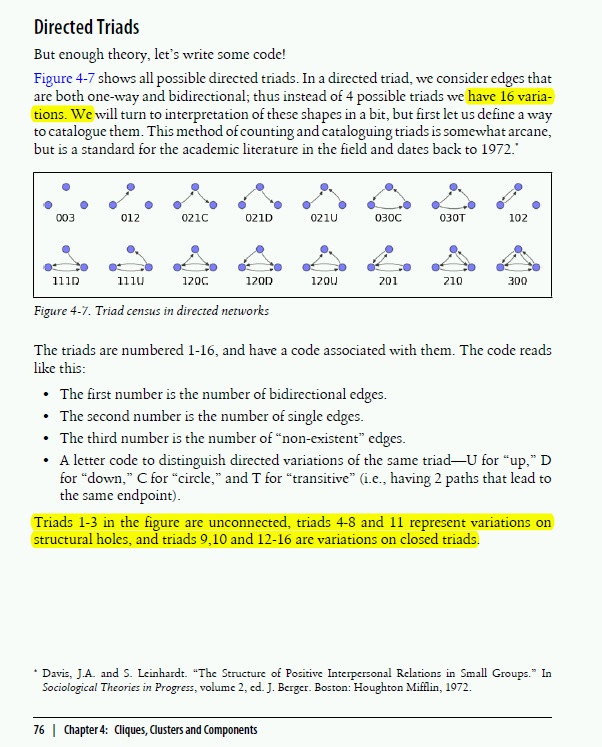 Directed Triads
But enough theory, let's write some code!
Figure 4-7 shows all possible directed triads. In a directed triad, we consider edges that
are both one-way and bidirectional; thus instead of 4 possible triads we have 16 varia-
tions. We will turn to interpretation of these shapes in a bit, but first let us define a way
to catalogue them. This method of counting and cataloguing triads is somewhat arcane,
but is a standard for the academic literature in the field and dates back to 1972.*
003 012 021C 021D 021U 030C 030T 102
111D 111U 120C 120D 120U 201 210 300
Figure 4-7. Triad census in directed networks
The triads are numbered 1-16, and have a code associated with them. The code reads
like this:
• The first number is the number of bidirectional edges.
• The second number is the number of single edges.
• The third number is the number of “non-existent” edges.
• A letter code to distinguish directed variations of the same triad—U for “up,” D
for “down,” C for “circle,” and T for “transitive” (i.e., having 2 paths that lead to
the same endpoint).
Triads 1-3 in the figure are unconnected, triads 4-8 and 11 represent variations on
structural holes, and triads 9,10 and 12-16 are variations on closed triads.
* Davis, J.A. and S. Leinhardt. “The Structure of Positive Interpersonal Relations in Small Groups.” In
Sociological Theories in Progress, volume 2, ed. J. Berger. Boston: Houghton Mifflin, 1972.
76 | Chapter 4: Cliques, Clusters and Components